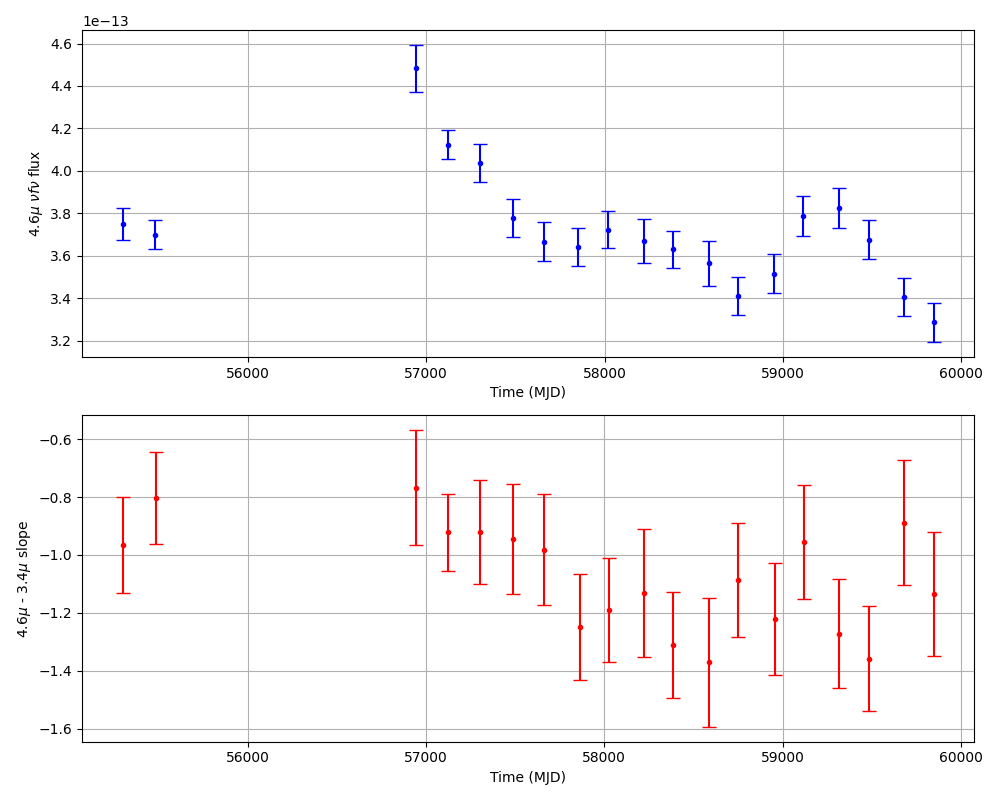 1e−13
4.6
4.4
4.2
4.0
3.8
3.6
3.4
3.2
4.6μ νfν flux
56000 57000 58000 59000 60000
Time (MJD)
−0.6
−0.8
−1.0
−1.2
−1.4
−1.6
4.6μ - 3.4μ slope
56000 57000 58000 59000 60000
Time (MJD)